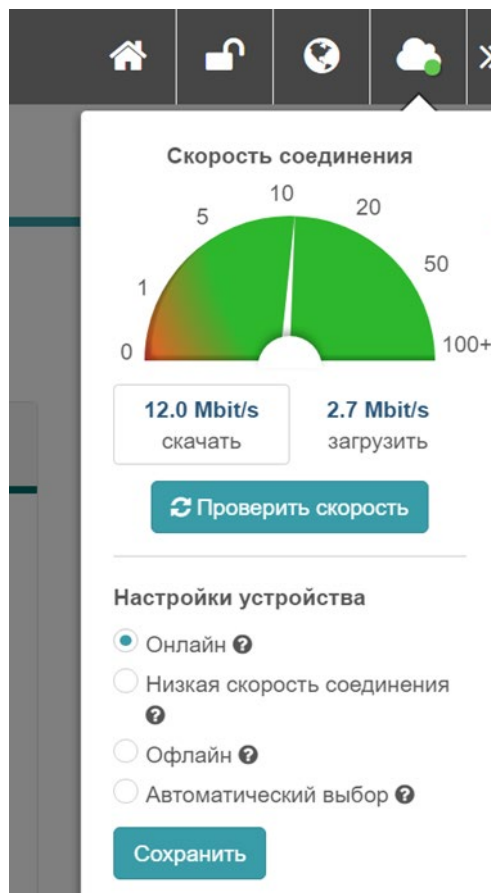 Скорость соединения
0
1
5
10
20
50
100+
12.0 Mbit/s
скачать
2.7 Mbit/s
загрузить
Проверить скорость
Настройки устройства
Онлайн
Низкая скорость соединения
Офлайн
Автоматический выбор
Сохранить